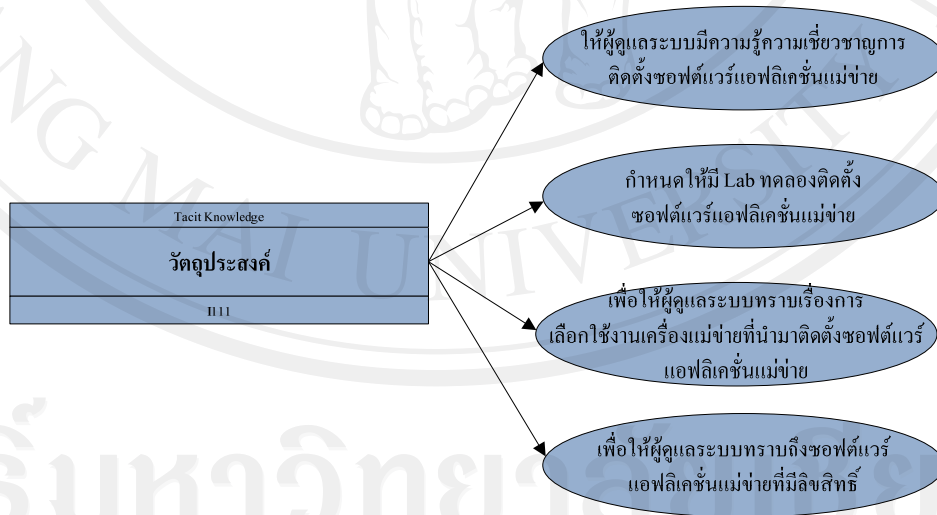 ให้ผู้ดูแลระบบมีความรู้ความเชี่ยวชาญการ
ติดตั้งซอฟต์แวร์แอฟลิเคชั่นแม่ข่าย
กำหนดให้มี Lab ทดลองติดตั้ง
ซอฟต์แวร์แอฟลิเคชั่นแม่ข่าย
Tacit Knowledge
วัตถุประสงค์
II11
เพื่อให้ผู้ดูแลระบบทราบเรื่องการ
เลือกใช้งานเครื่องแม่ข่ายที่นำมาติดตั้งซอฟต์แวร์
แอฟลิเคชั่นแม่ข่าย
เพื่อให้ผู้ดูแลระบบทราบถึงซอฟต์แวร์
แอฟลิเคชั่นแม่ข่ายที่มีลิขสิทธิ์
NG MAI UNIVERSITY